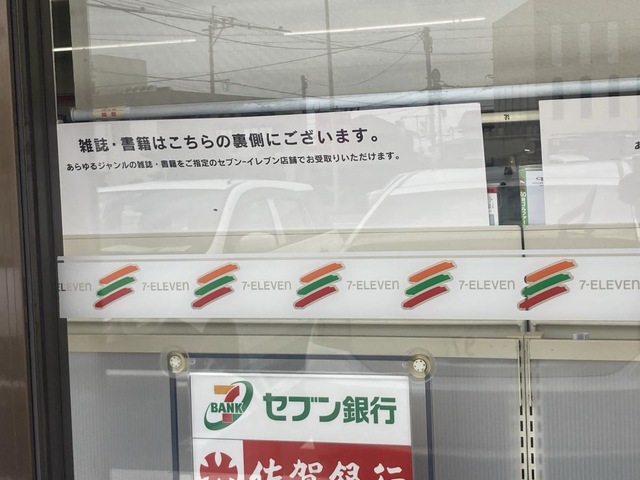 雑誌・書籍はこちらの裏側にございます。
あらゆるジャンルの雑誌・書籍をご指定のセブン-イレブン店舗でお受取りいただけます。
ELEVEN 7-ELEVEN 7-ELEVEN 7-ELEVEN 7-ELEVEN 7-ELEVEN
7 BANK セブン銀行
佐賀銀行